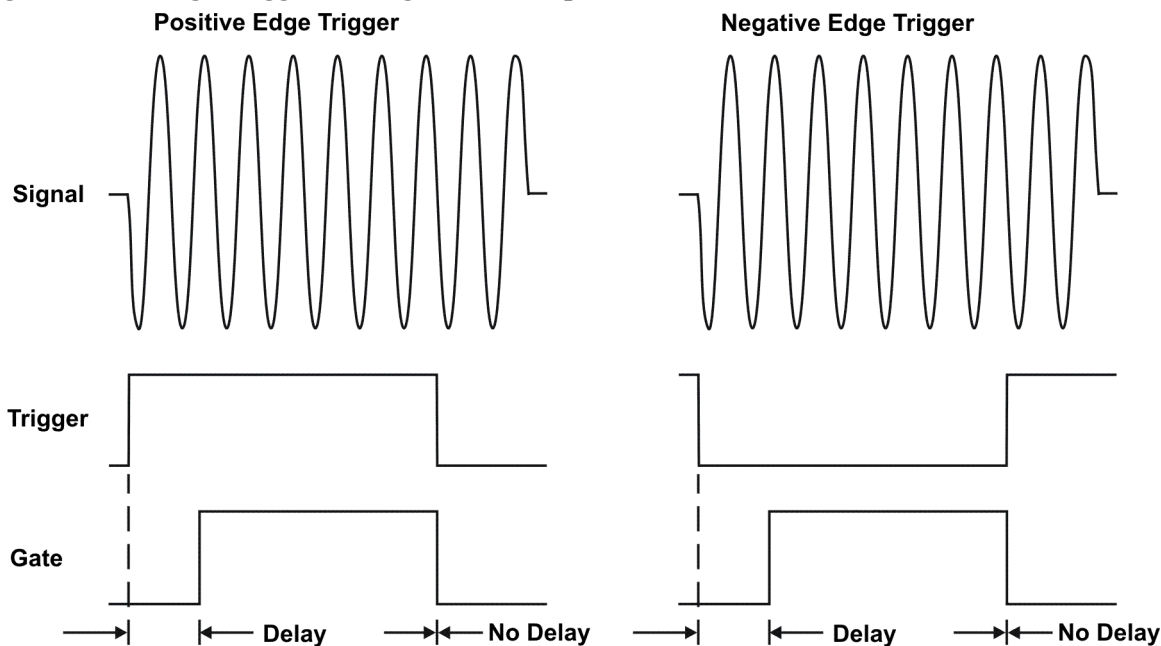 Positive Edge Trigger
Negative Edge Trigger
Signal
Trigger
Gate
Delay
No Delay
Delay
No Delay